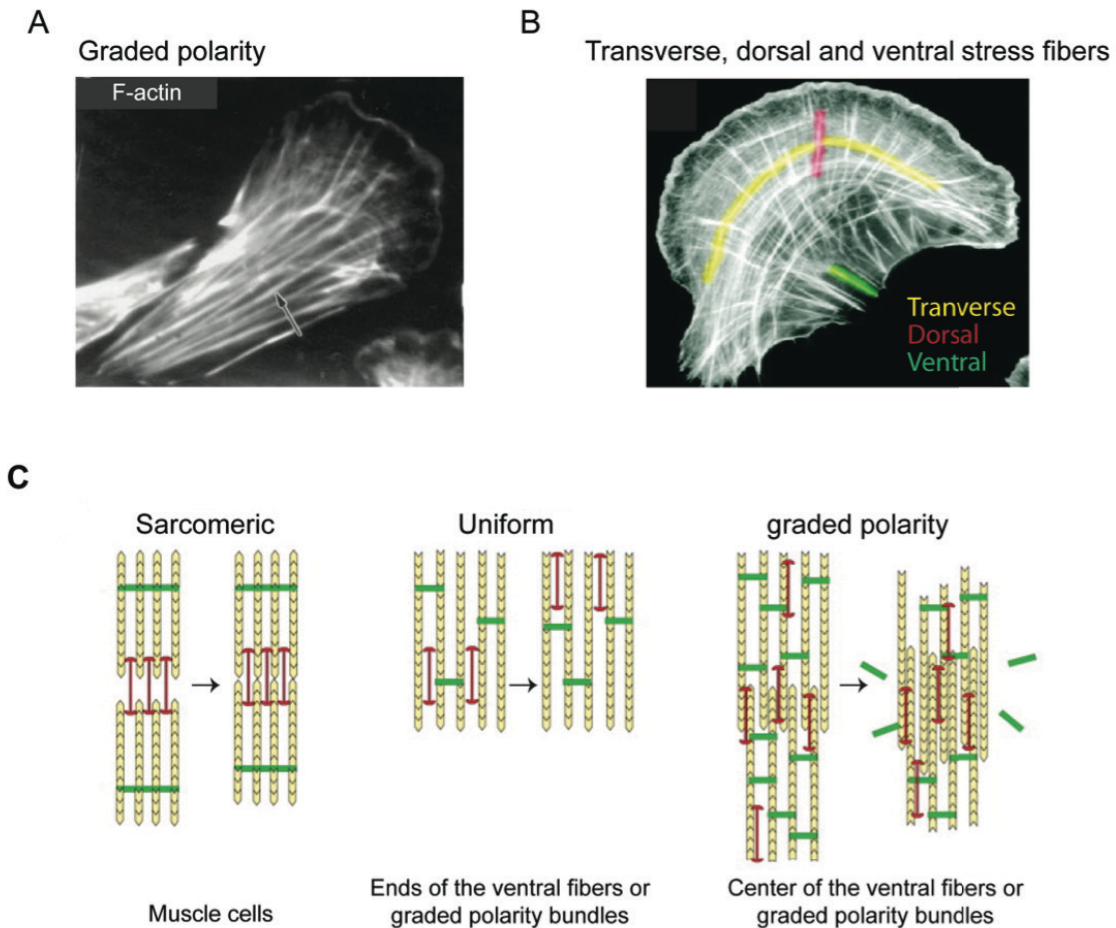 A
Graded polarity
F-actin
B
Transverse, dorsal and ventral stress fibers
Tranverse
Dorsal
Ventral
C
Sarcomeric
Uniform
graded polarity
Muscle cells
Ends of the ventral fibers or
graded polarity bundles
Center of the ventral fibers or
graded polarity bundles